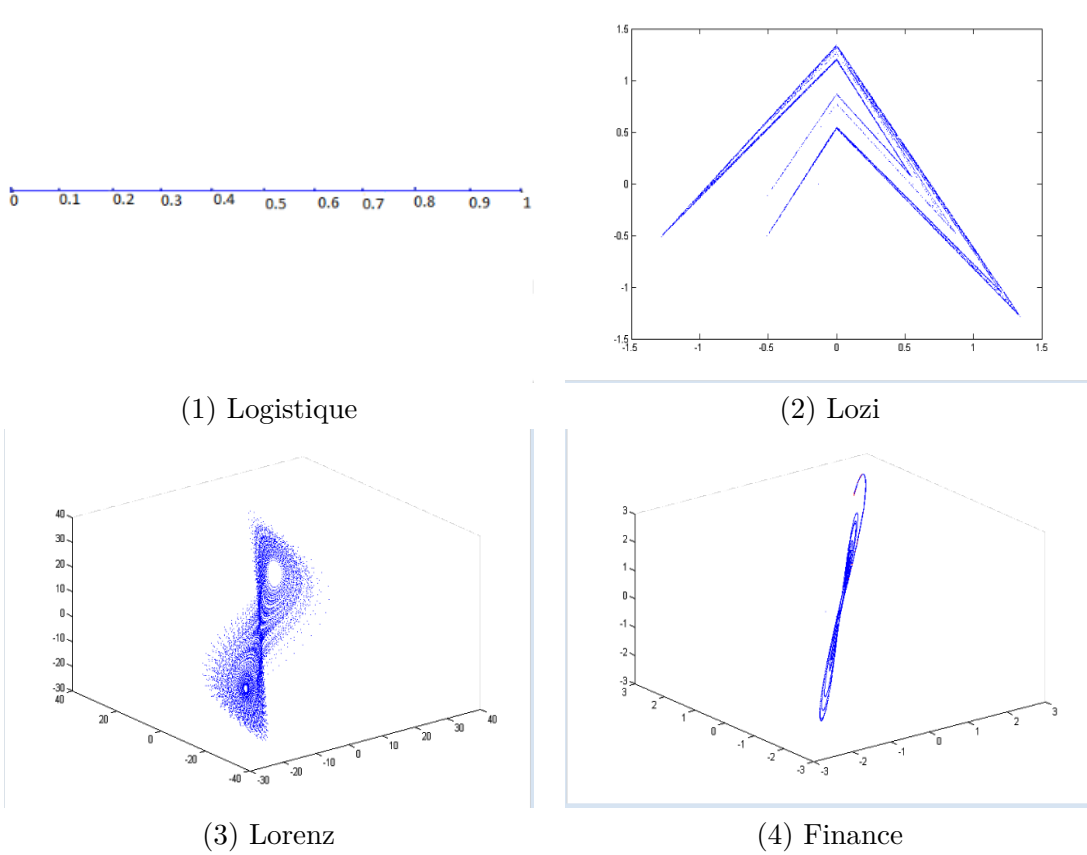 0 0.1 0.2 0.3 0.4 0.5 0.6 0.7 0.8 0.9 1
(1) Logistique
1.5
1
0.5
0
-0.5
-1
-1.5
-1.5 -1 -0.5 0 0.5 1 1.5
(2) Lozi
40
30
20
10
0
-10
-20
-30
40 20 0 -20 -40
-30 -20 -10 0 10 20 30 40
(3) Lorenz
3
2
1
0
-1
-2
-3
3 2 1 0 -1 -2 -3
-3 -2 -1 0 1 2 3
(4) Finance